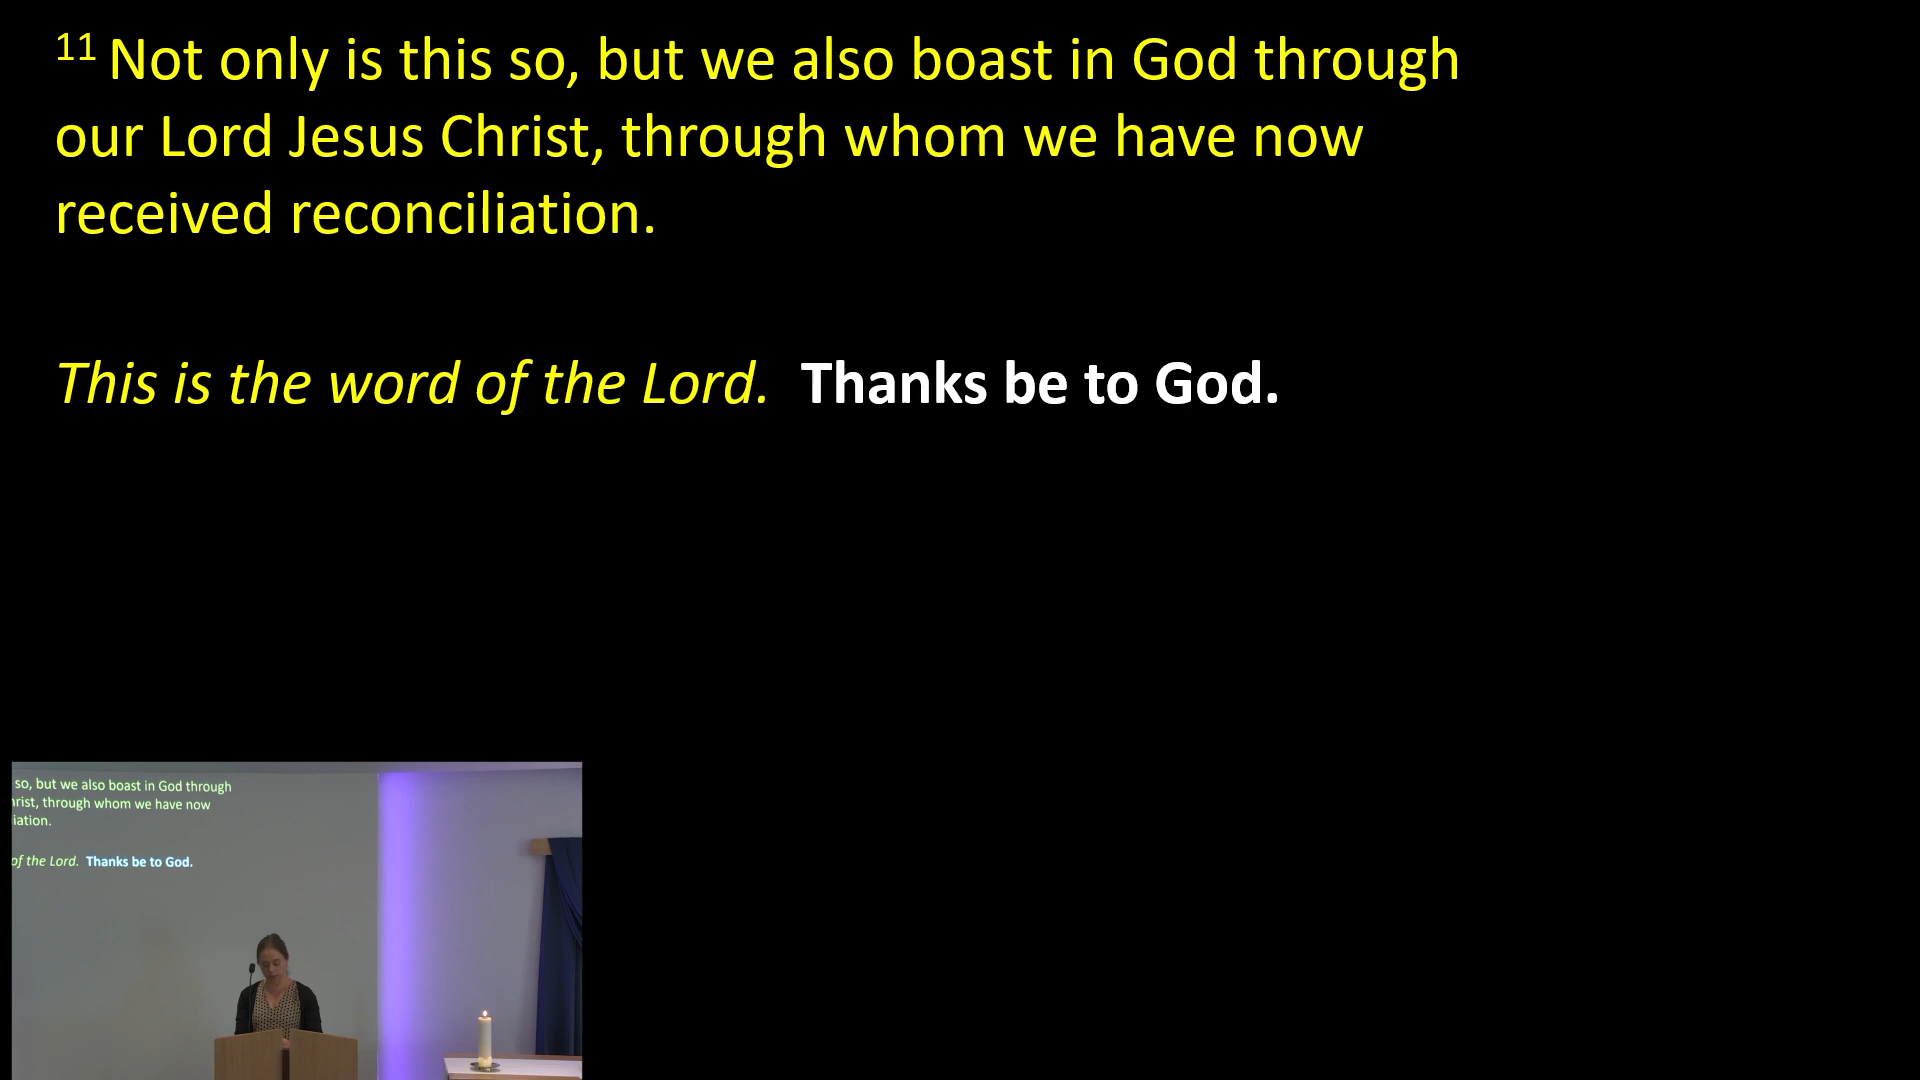 11 Not only is this so, but we also boast in God through
our Lord Jesus Christ, through whom we have now
received reconciliation.
This is the word of the Lord. Thanks be to God.
so, but we also boast in God through
rist, through whom we have now
iation.
of the Lord. Thanks be to God.